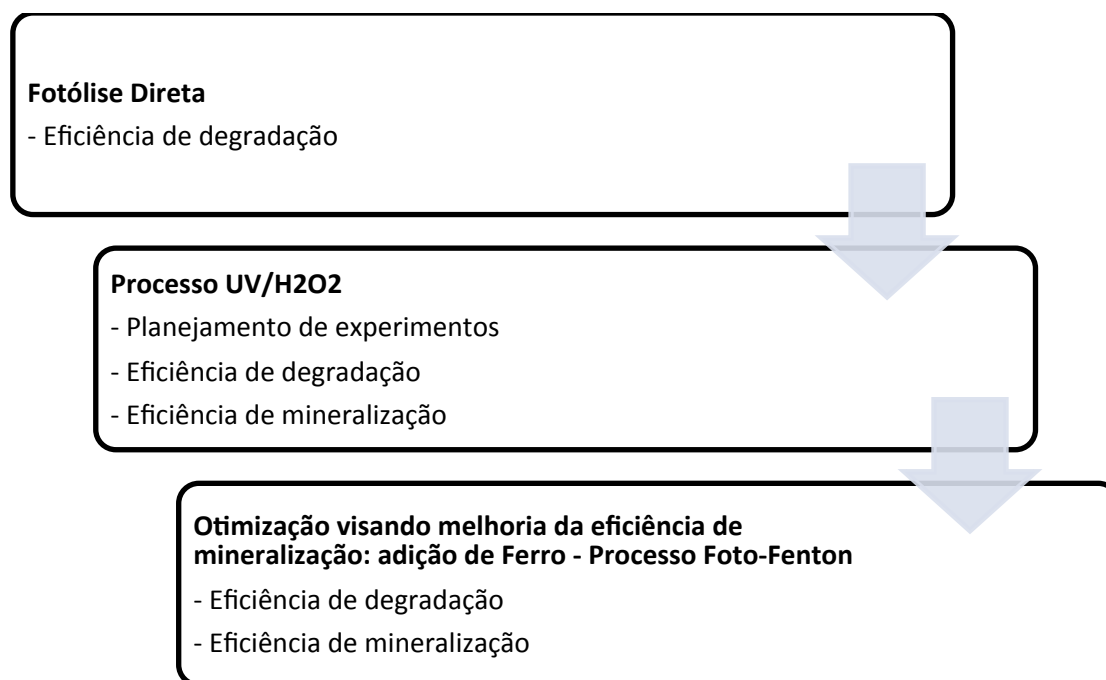 Fotólise Direta
- Eficiência de degradação
Processo UV/H2O2
- Planejamento de experimentos
- Eficiência de degradação
- Eficiência de mineralização
Otimização visando melhoria da eficiência de
mineralização: adição de Ferro - Processo Foto-Fenton
- Eficiência de degradação
- Eficiência de mineralização